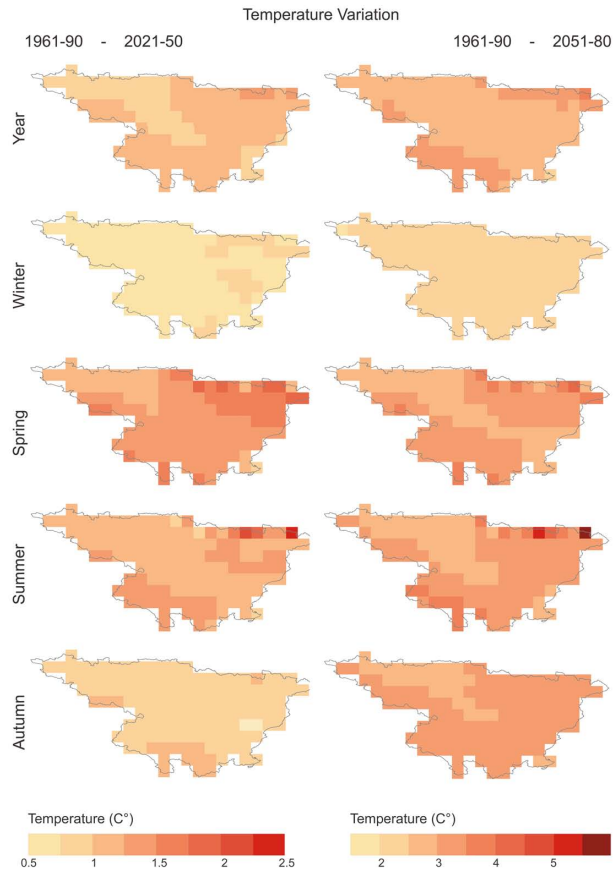 Temperature Variation
1961-90 - 2021-50
1961-90 - 2051-80
Year
Winter
Spring
Summer
Autumn
Temperature (C°)
0.5 1 1.5 2 2.5
Temperature (C°)
2 3 4 5